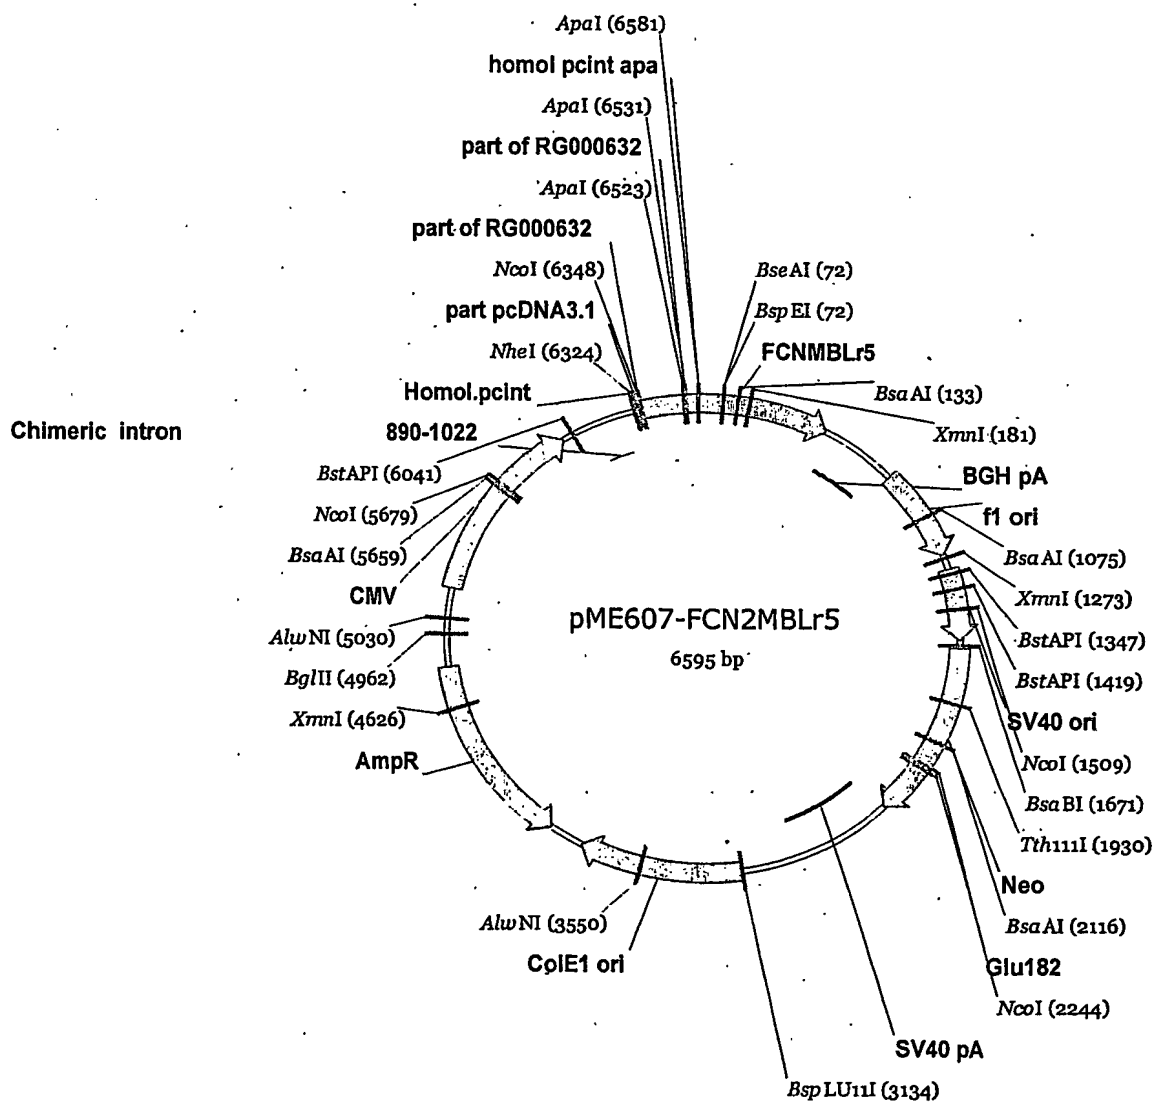 ApaI (6581)
homol pcint apa
ApaI (6531)
part of RG000632
ApaI (6523)
part of RG000632
NcoI (6348)
part pcDNA3.1
NheI (6324)
Homol.pcint
Chimeric intron
890-1022
BstAPI (6041)
NcoI (5679)
BsaAI (5659)
CMV
AlwNI (5030)
BglII (4962)
XmnI (4626)
AmpR
AlwNI (3550)
ColE1 ori
BseAI (72)
BspEI (72)
FCNMBLr5
BsaAI (133)
XmnI (181)
BGH pA
f1 ori
BsaAI (1075)
XmnI (1273)
BstAPI (1347)
BstAPI (1419)
SV40 ori
NcoI (1509)
BsaBI (1671)
Tth111I (1930)
Neo
BsaAI (2116)
Glu182
NcoI (2244)
SV40 pA
BspLU11I (3134)
pME607-FCN2MBLr5
6595 bp